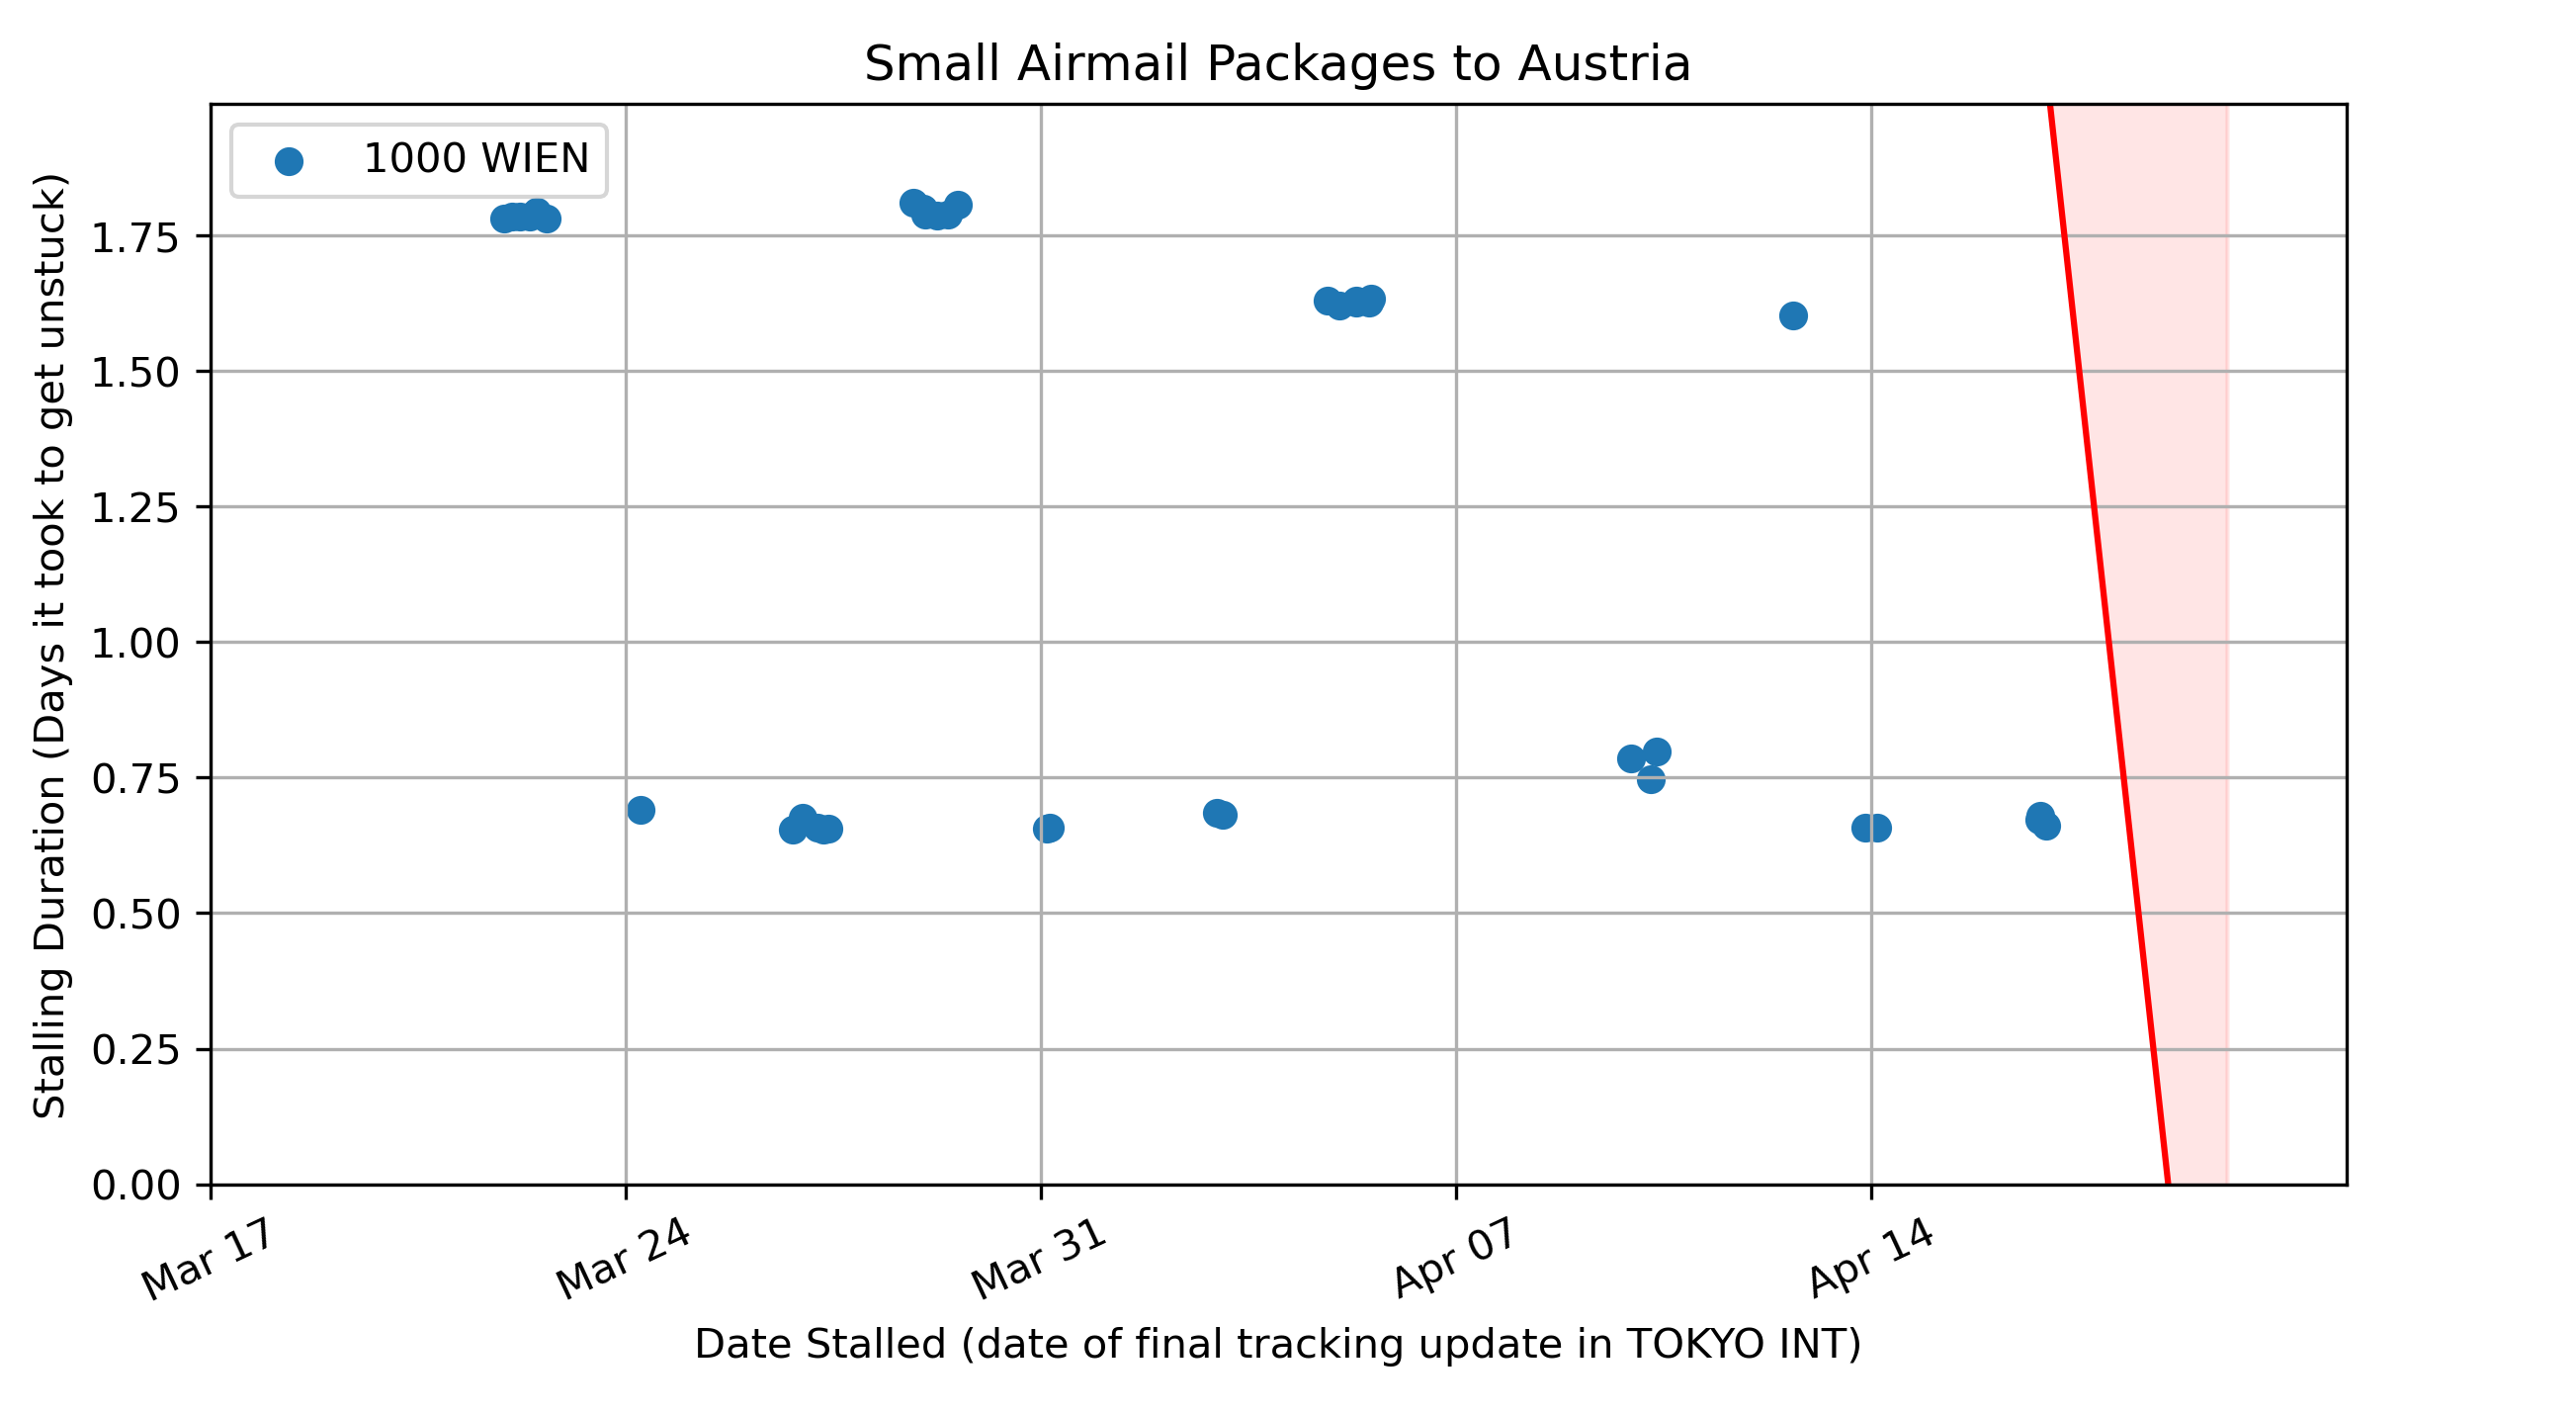 Small Airmail Packages to Austria
1000 WIEN
Stalling Duration (Days it took to get unstuck)
1.75
1.50
1.25
1.00
0.75
0.50
0.25
0.00
Mar 17
Mar 24
Mar 31
Apr 07
Apr 14
Date Stalled (date of final tracking update in TOKYO INT)